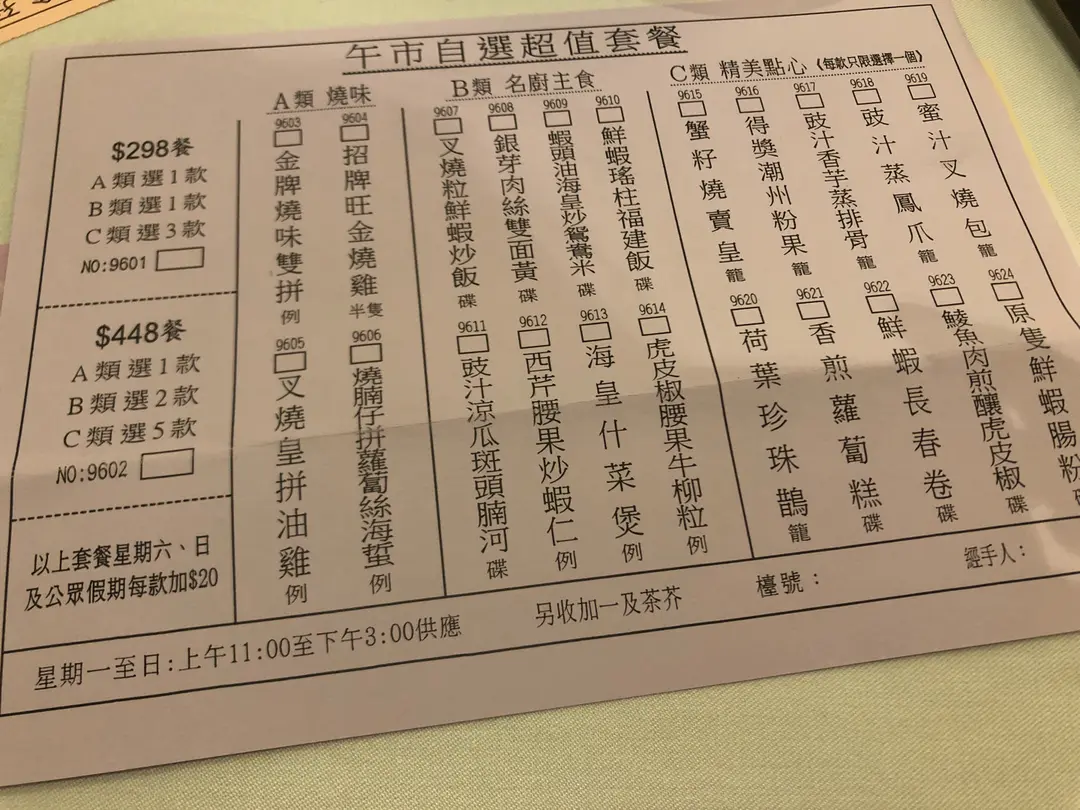 午市自選超值套餐
$298餐
A類選1款
B類選1款
C類選3款
NO:9601
$448餐
A類選1款
B類選2款
C類選5款
NO:9602
以上套餐星期六、日
及公眾假期每款加$20
A類 燒味
9603
金牌燒味雙拼 例
9604
招牌旺金燒雞 半隻
9605
叉燒皇拼油雞 例
9606
燒腩仔拼蘿蔔絲海蜇 例
B類 名廚主食
9607
叉燒粒鮮蝦炒飯 碟
9608
銀芽肉絲雙面黃 碟
9609
蝦頭油海皇炒鴛鴦米 碟
9610
鮮蝦瑤柱福建飯 碟
9611
豉汁涼瓜斑頭腩河 碟
9612
西芹腰果炒蝦仁 例
9613
海皇什菜煲 例
9614
虎皮椒腰果牛柳粒 例
C類 精美點心 (每款只限選擇一個)
9615
蟹籽燒賣皇 籠
9616
得獎潮州粉果 籠
9617
豉汁香芋蒸排骨 籠
9618
豉汁蒸鳳爪 籠
9619
蜜汁叉燒包 籠
9620
荷葉珍珠鵲 籠
9621
香煎蘿蔔糕 碟
9622
鮮蝦長春卷 碟
9623
鯪魚肉煎釀虎皮椒 碟
9624
原隻鮮蝦腸粉
星期一至日:上午11:00至下午3:00供應
另收加一及茶芥
檯號：
經手人：